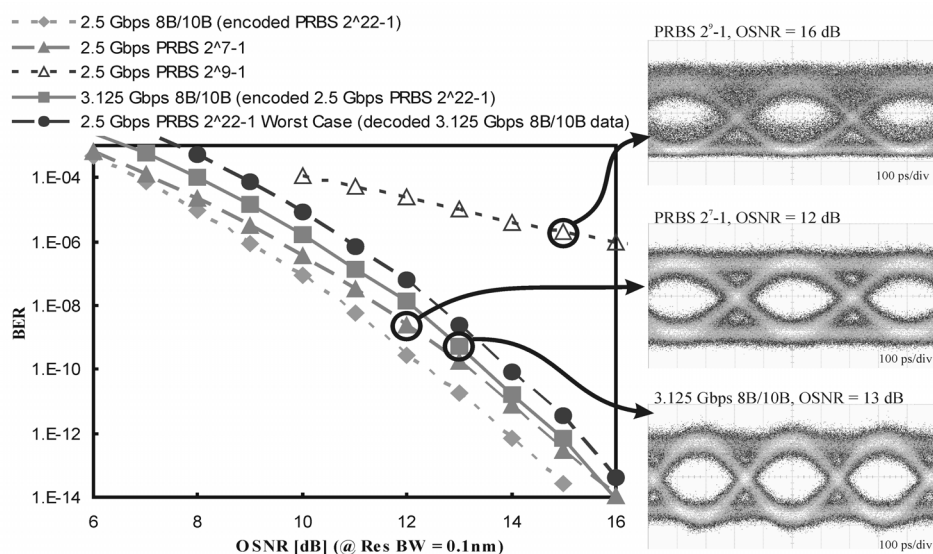 2.5 Gbps 8B/10B (encoded PRBS 2^22-1)
2.5 Gbps PRBS 2^7-1
2.5 Gbps PRBS 2^9-1
3.125 Gbps 8B/10B (encoded 2.5 Gbps PRBS 2^22-1)
2.5 Gbps PRBS 2^22-1 Worst Case (decoded 3.125 Gbps 8B/10B data)
1.E-04
1.E-06
1.E-08
1.E-10
1.E-12
1.E-14
BER
6
8
10
12
14
16
OSNR [dB] (@ Res BW = 0.1nm)
PRBS 2⁹-1, OSNR = 16 dB
100 ps/div
PRBS 2⁷-1, OSNR = 12 dB
100 ps/div
3.125 Gbps 8B/10B, OSNR = 13 dB
100 ps/div